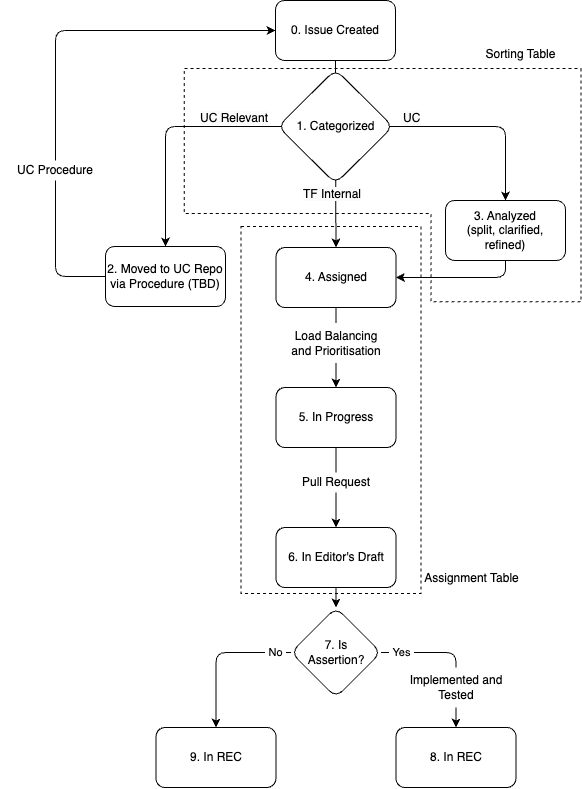 0. Issue Created
Sorting Table
UC Relevant
1. Categorized
UC
UC Procedure
TF Internal
3. Analyzed
(split, clarified,
refined)
2. Moved to UC Repo
via Procedure (TBD)
4. Assigned
Load Balancing
and Prioritisation
5. In Progress
Pull Request
6. In Editor's Draft
Assignment Table
7. Is
Assertion?
No
Yes
Implemented and
Tested
9. In REC
8. In REC